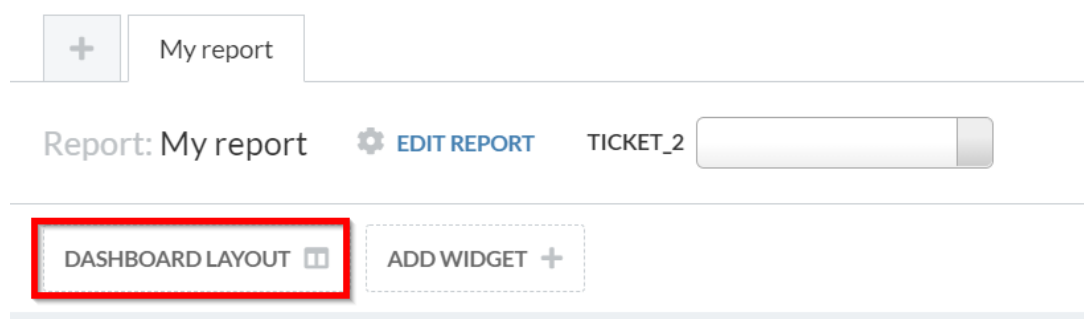 + My report
Report: My report EDIT REPORT TICKET_2
DASHBOARD LAYOUT ADD WIDGET +